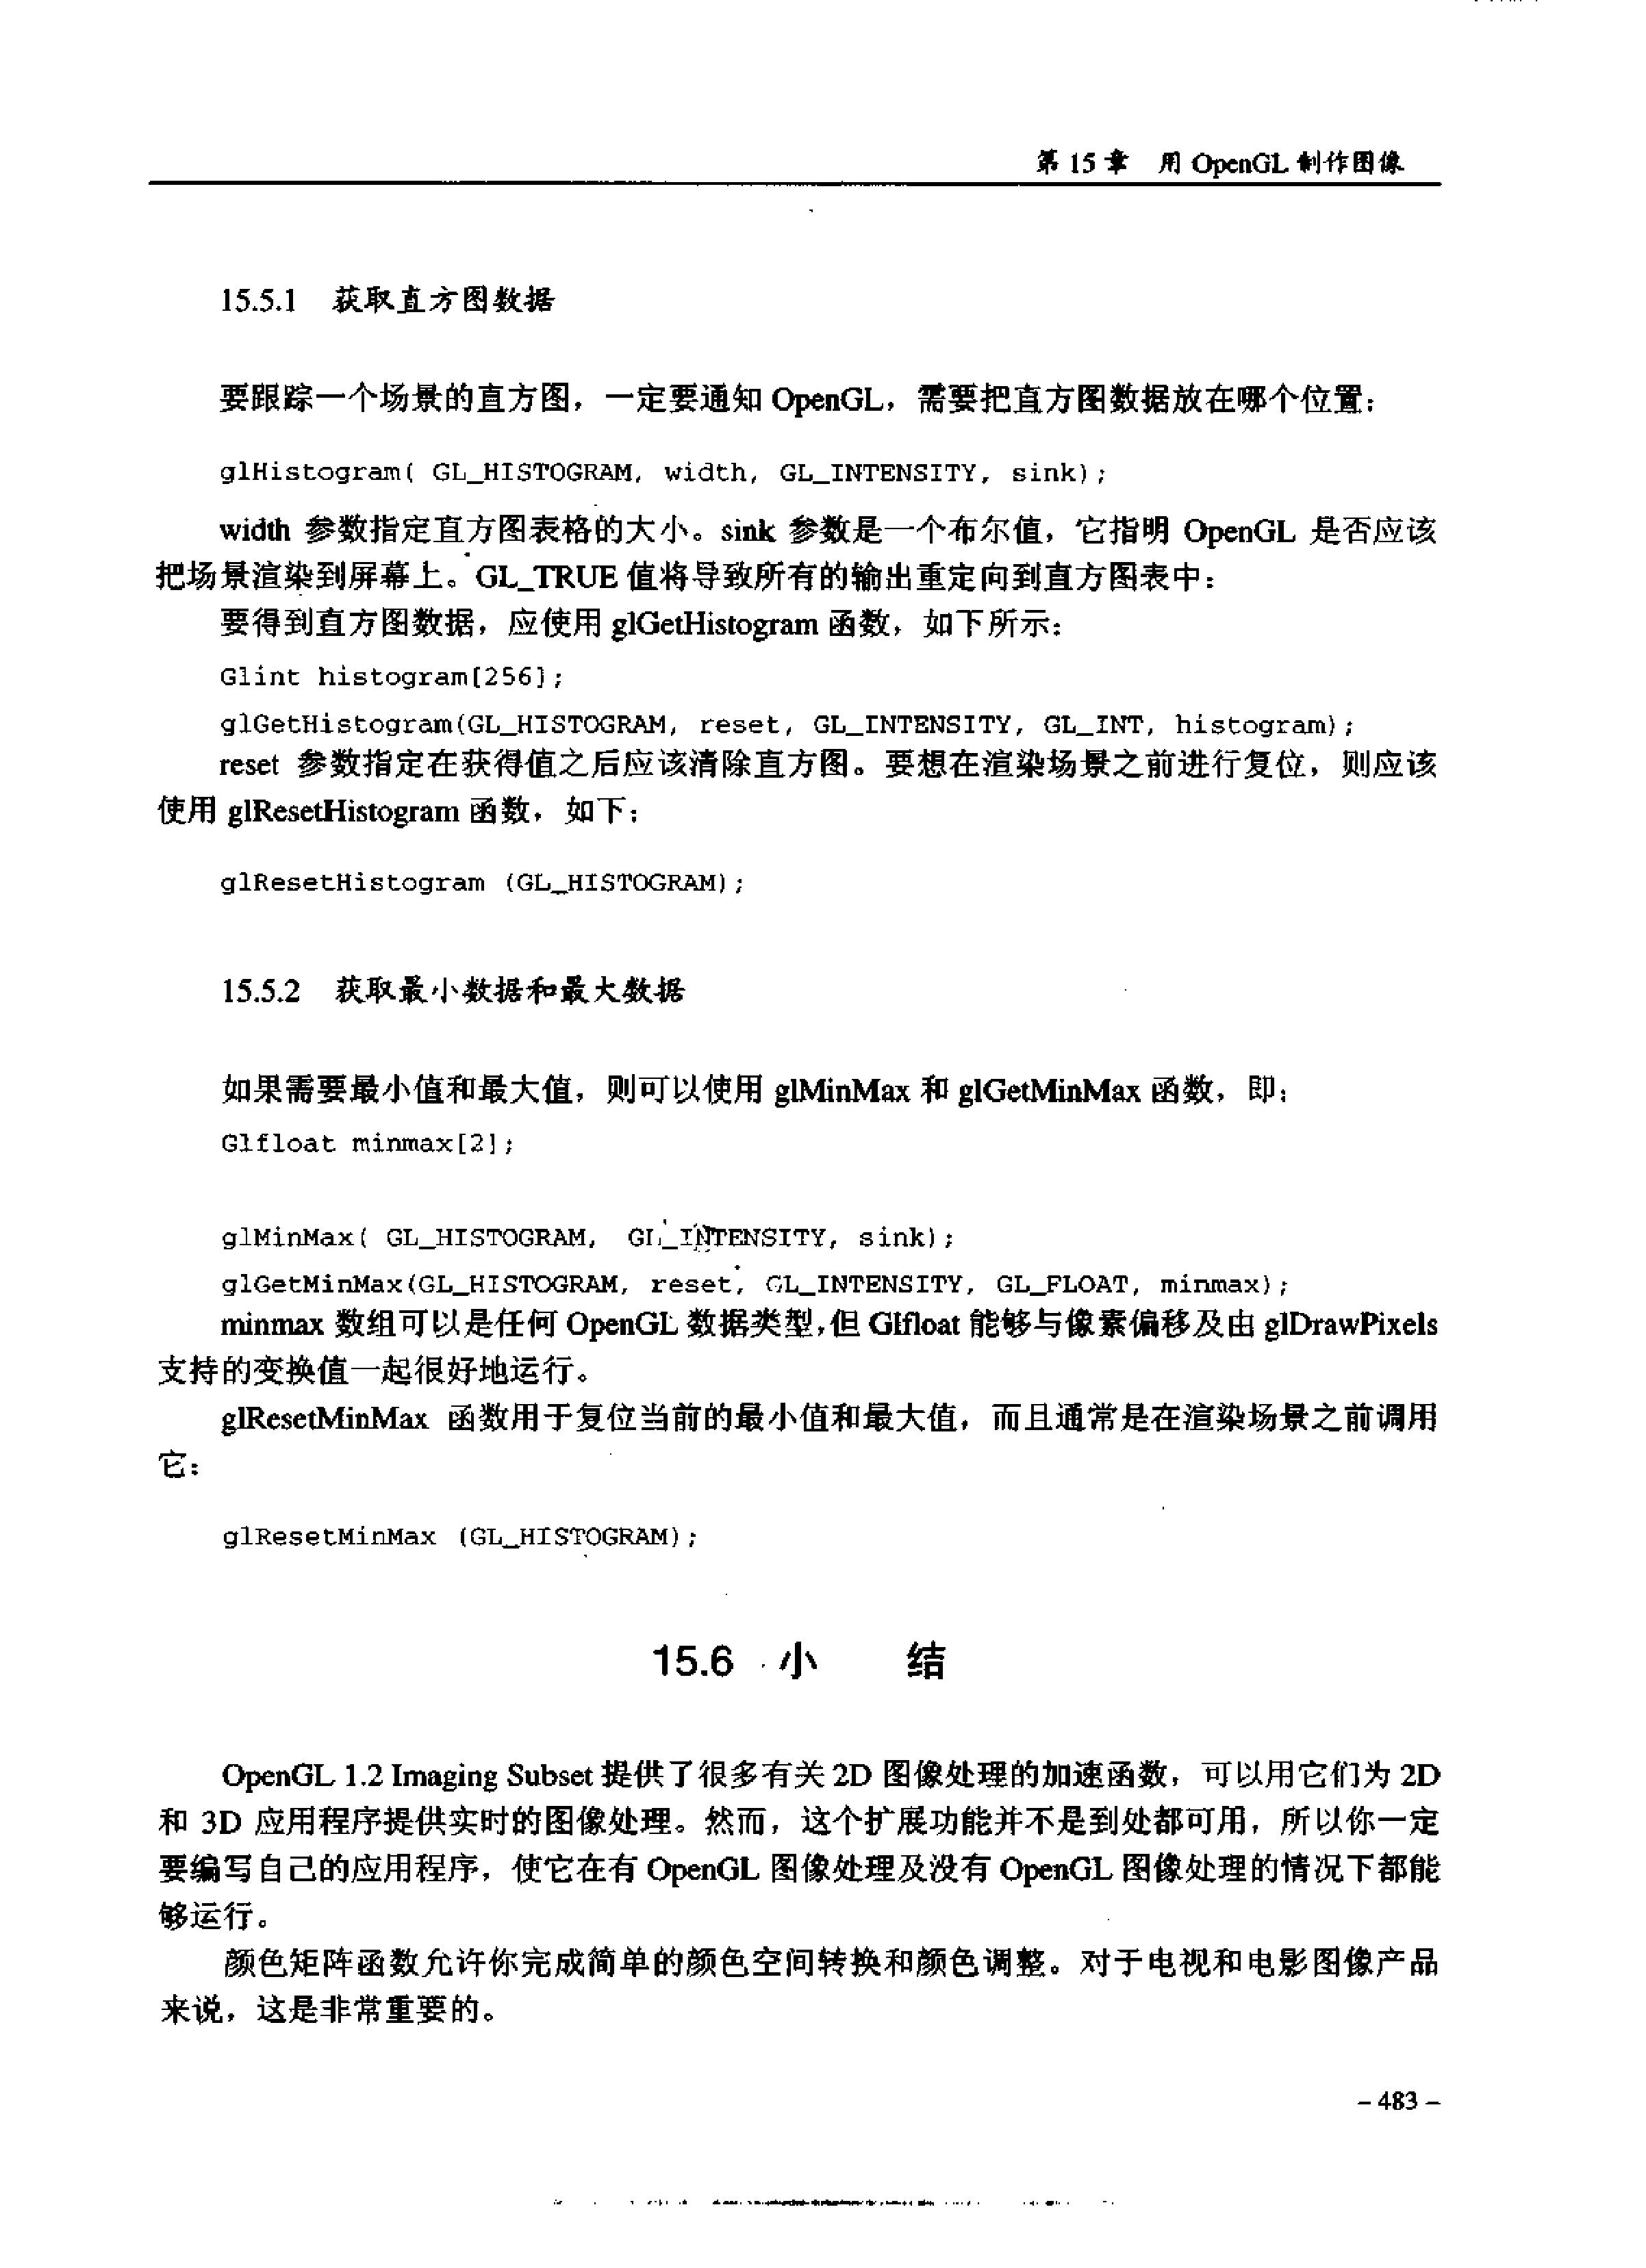 第 15 章 用 OpenGL 制作图像
15.5.1 获取直方图数据
要跟踪一个场景的直方图，一定要通知 OpenGL，需要把直方图数据放在哪个位置：
glHistogram( GL_HISTOGRAM, width, GL_INTENSITY, sink);
width 参数指定直方图表格的大小。sink 参数是一个布尔值，它指明 OpenGL 是否应该
把场景渲染到屏幕上。GL_TRUE 值将导致所有的输出重定向到直方图表中：
要得到直方图数据，应使用 glGetHistogram 函数，如下所示：
Glint histogram[256];
glGetHistogram(GL_HISTOGRAM, reset, GL_INTENSITY, GL_INT, histogram);
reset 参数指定在获得值之后应该清除直方图。要想在渲染场景之前进行复位，则应该
使用 glResetHistogram 函数，如下：
glResetHistogram (GL_HISTOGRAM);
15.5.2 获取最小数据和最大数据
如果需要最小值和最大值，则可以使用 glMinMax 和 glGetMinMax 函数，即：
Glfloat minmax[2];
glMinMax( GL_HISTOGRAM, GL_INTENSITY, sink);
glGetMinMax(GL_HISTOGRAM, reset, GL_INTENSITY, GL_FLOAT, minmax);
minmax 数组可以是任何 OpenGL 数据类型，但 Glfloat 能够与像素偏移及由 glDrawPixels
支持的变换值一起很好地运行。
glResetMinMax 函数用于复位当前的最小值和最大值，而且通常是在渲染场景之前调用
它：
glResetMinMax (GL_HISTOGRAM);
15.6 小 结
OpenGL 1.2 Imaging Subset 提供了很多有关 2D 图像处理的加速函数，可以用它们为 2D
和 3D 应用程序提供实时的图像处理。然而，这个扩展功能并不是到处都可用，所以你一定
要编写自己的应用程序，使它在有 OpenGL 图像处理及没有 OpenGL 图像处理的情况下都能
够运行。
颜色矩阵函数允许你完成简单的颜色空间转换和颜色调整。对于电视和电影图像产品
来说，这是非常重要的。
- 483 -